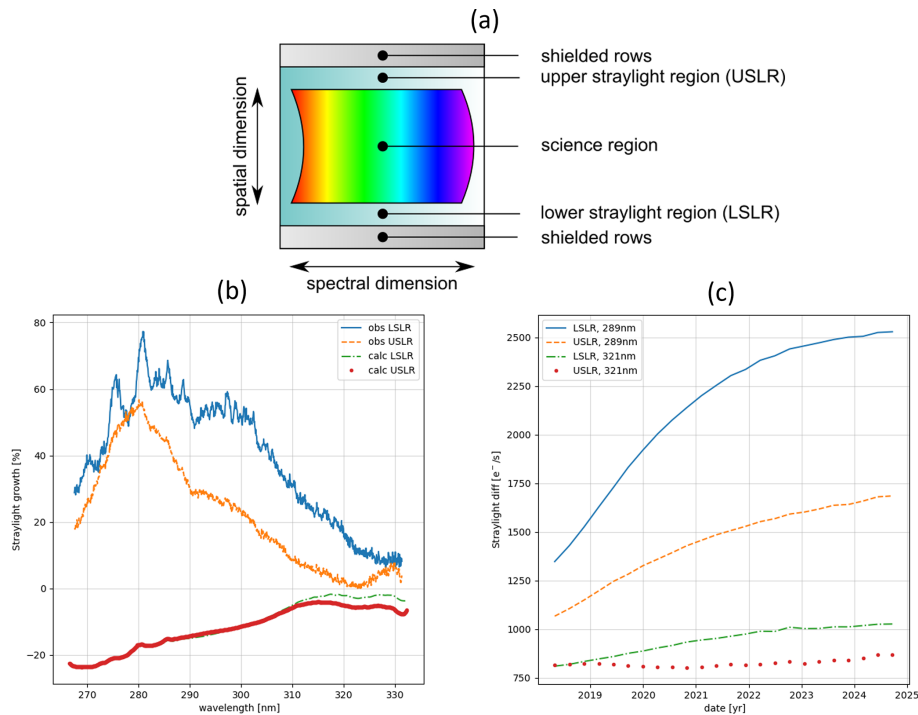 (a)
shielded rows
upper straylight region (USLR)
science region
lower straylight region (LSLR)
shielded rows
spatial dimension
spectral dimension
(b)
80
60
40
20
0
−20
Straylight growth [%]
obs LSLR
obs USLR
calc LSLR
calc USLR
270
280
290
300
310
320
330
wavelength [nm]
(c)
2500
2250
2000
1750
1500
1250
1000
750
Straylight diff [e⁻/s]
LSLR, 289nm
USLR, 289nm
LSLR, 321nm
USLR, 321nm
2019
2020
2021
2022
2023
2024
2025
date [yr]